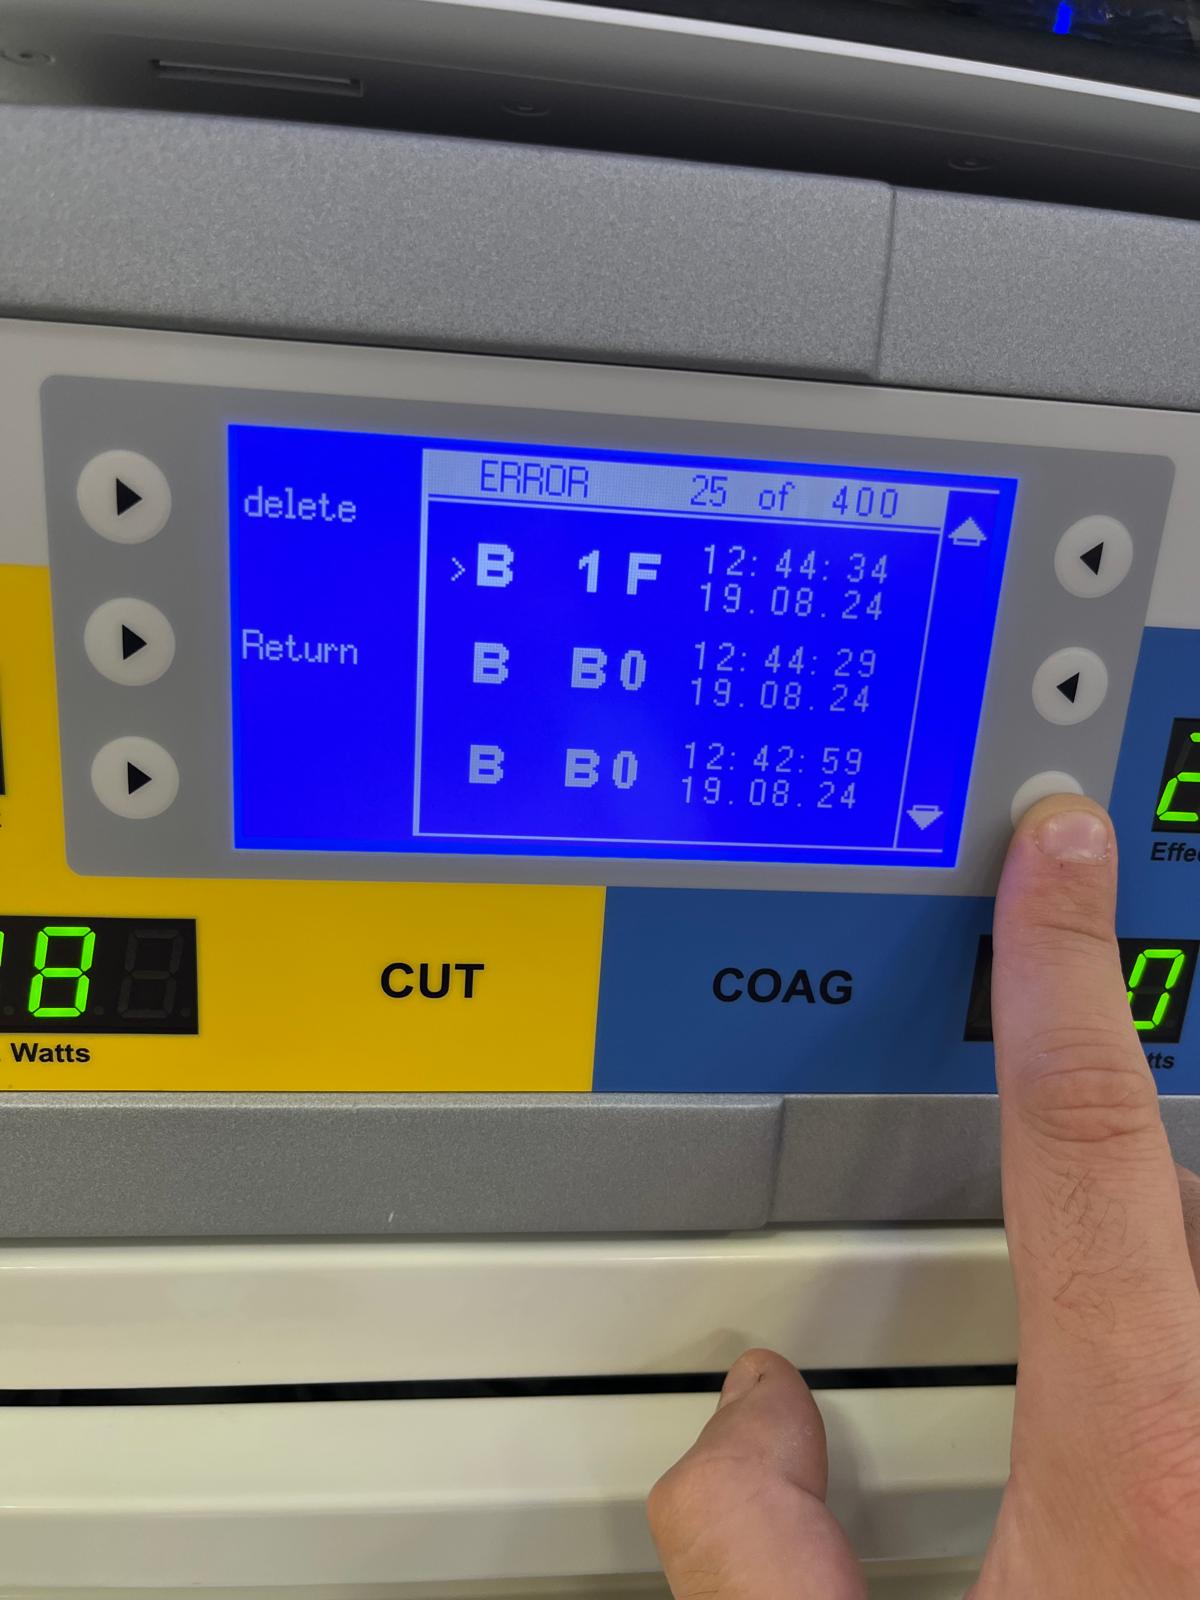 delete
Return
ERROR 25 of 400
>B 1F 12:44:34
19.08.24
B B0 12:44:29
19.08.24
B B0 12:42:59
19.08.24
8
Watts
CUT
COAG